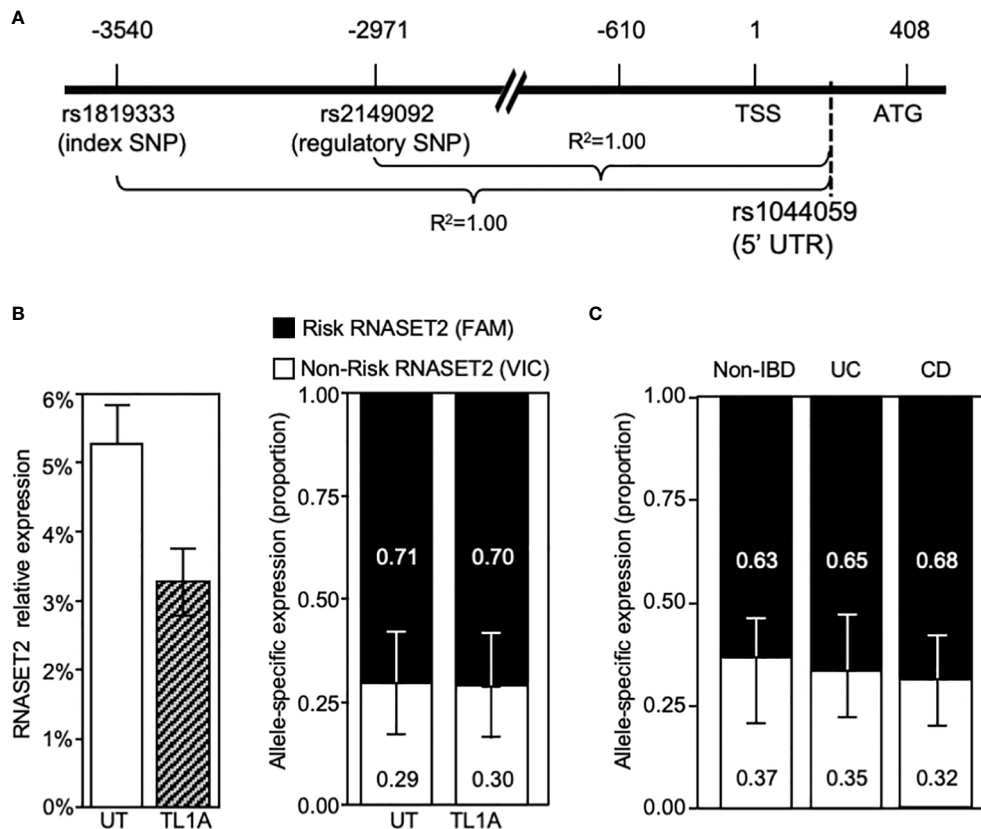 A
-3540 -2971 -610 1 408
rs1819333 rs2149092 TSS ATG
(index SNP) (regulatory SNP) R²=1.00
R²=1.00 rs1044059
(5' UTR)
B
Risk RNASET2 (FAM)
Non-Risk RNASET2 (VIC)
RNASET2 relative expression
6%
5%
4%
3%
2%
1%
0%
UT TL1A
Allele-specific expression (proportion)
1.00
0.75
0.50
0.25
0.00
0.71 0.70
0.29 0.30
UT TL1A
C
Non-IBD UC CD
Allele-specific expression (proportion)
1.00
0.75
0.50
0.25
0.00
0.63 0.65 0.68
0.37 0.35 0.32